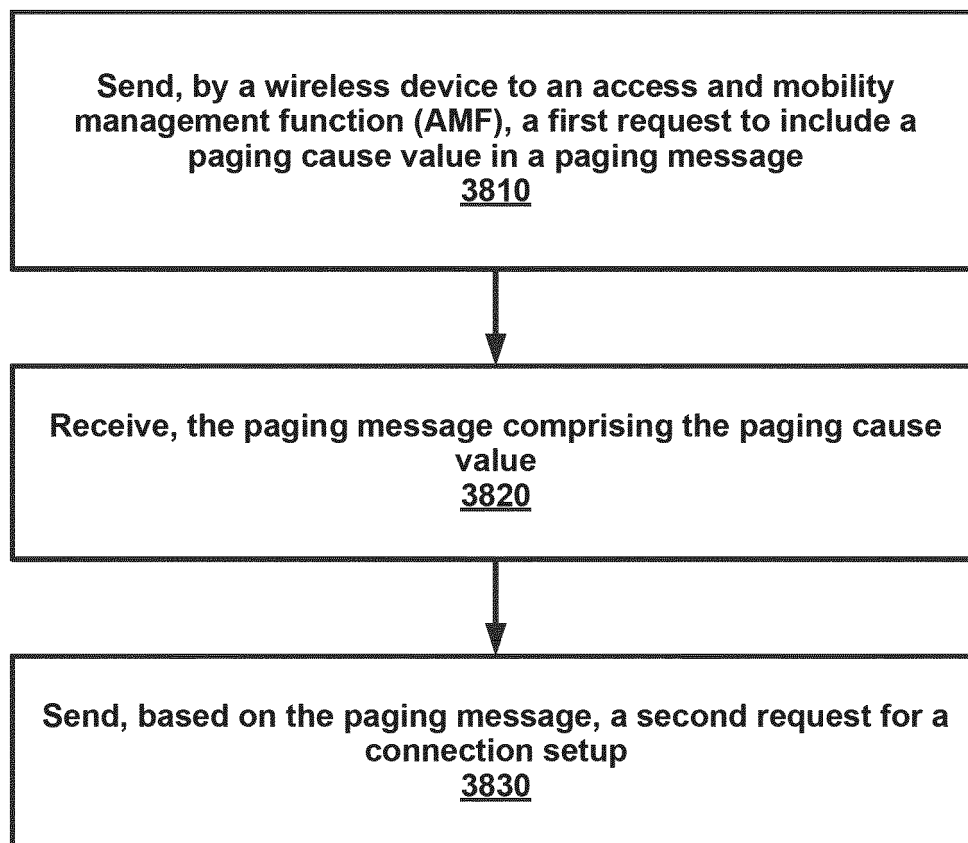 Send, by a wireless device to an access and mobility
management function (AMF), a first request to include a
paging cause value in a paging message
3810
Receive, the paging message comprising the paging cause
value
3820
Send, based on the paging message, a second request for a
connection setup
3830